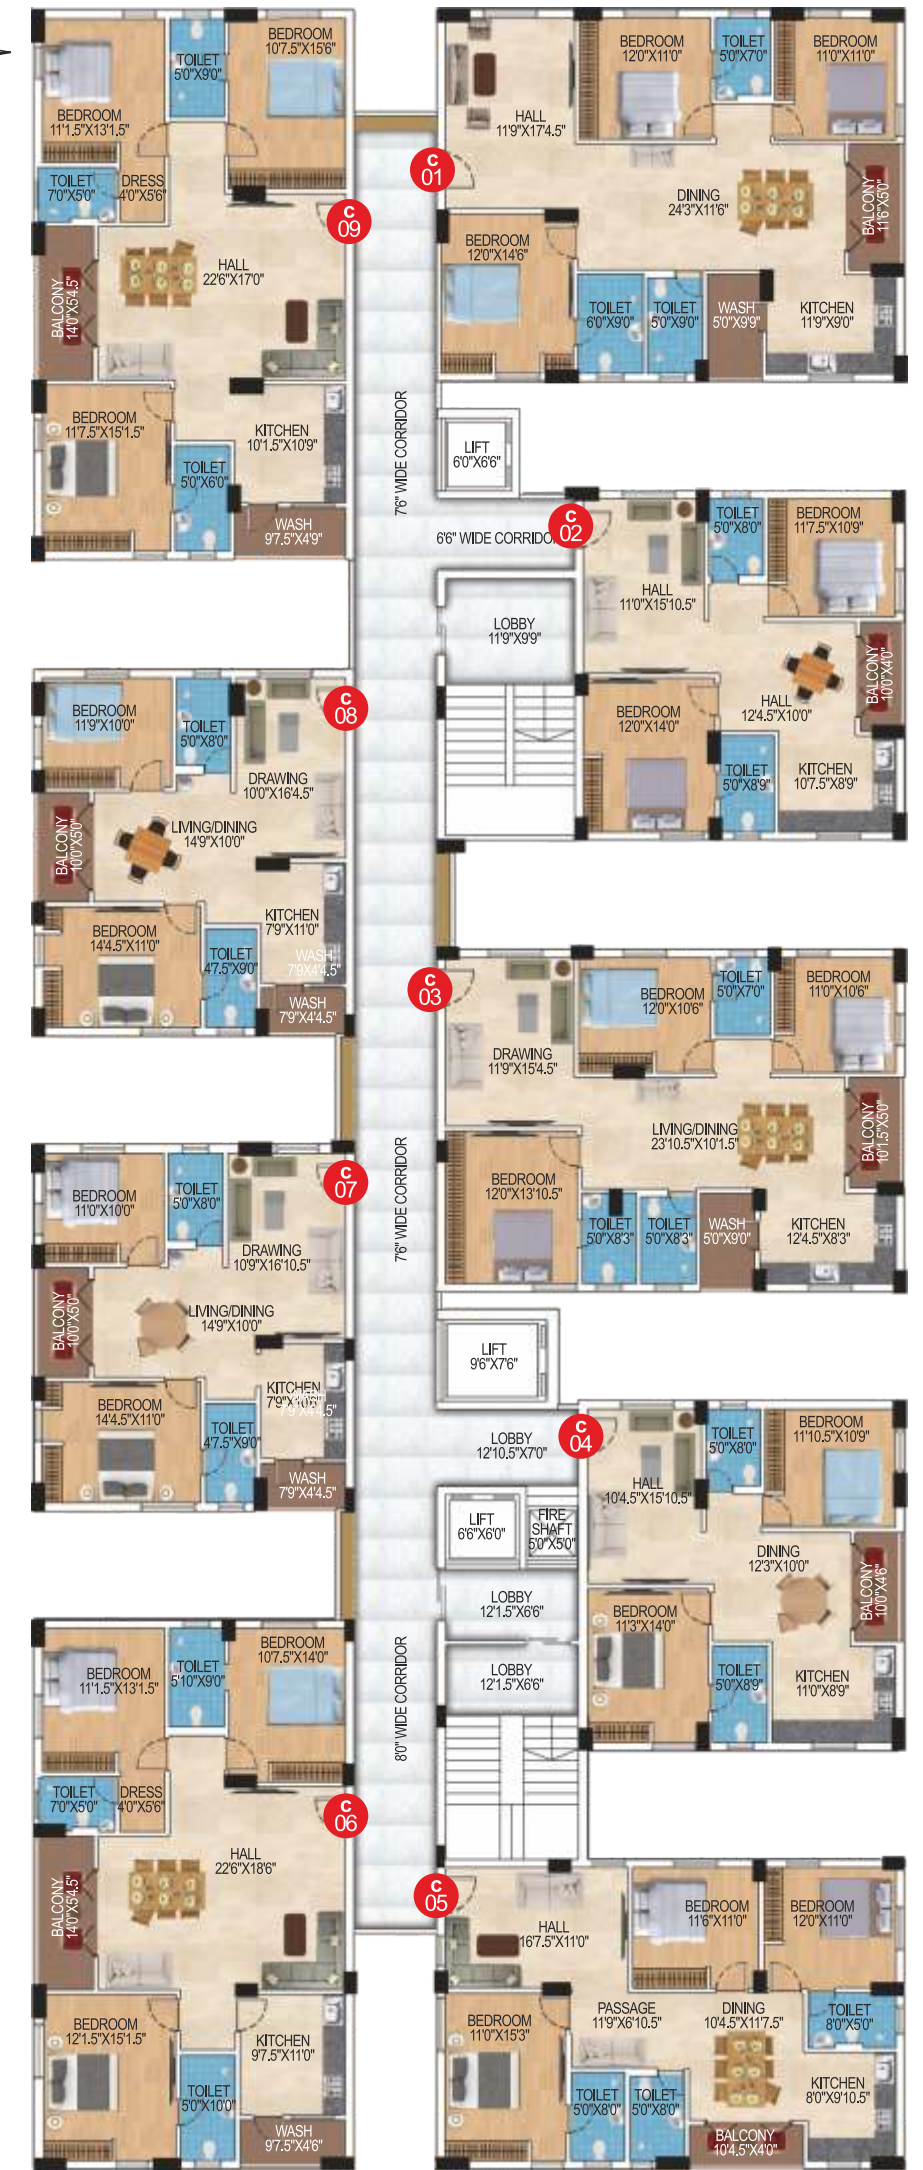 BEDROOM
11'1.5"X13'1.5"
TOILET
5'0"X9'0"
BEDROOM
10'7.5"X15'6"
TOILET
7'0"X5'0"
DRESS
4'0"X5'6"
C
09
HALL
22'6"X17'0"
BALCONY
14'0"X5'4.5"
BEDROOM
11'7.5"X15'1.5"
KITCHEN
10'1.5"X10'9"
TOILET
5'0"X6'0"
WASH
9'7.5"X4'9"
HALL
11'9"X17'4.5"
BEDROOM
12'0"X11'0"
TOILET
5'0"X7'0"
BEDROOM
11'0"X11'0"
C
01
DINING
24'3"X11'6"
BALCONY
11'6"X5'0"
BEDROOM
12'0"X14'6"
TOILET
6'0"X9'0"
TOILET
5'0"X9'0"
WASH
5'0"X9'9"
KITCHEN
11'9"X9'0"
7'6" WIDE CORRIDOR
LIFT
6'0"X6'6"
6'6" WIDE CORRIDOR
C
02
TOILET
5'0"X8'0"
BEDROOM
11'7.5"X10'9"
HALL
11'0"X15'10.5"
LOBBY
11'9"X9'9"
BALCONY
10'0"X4'0"
HALL
12'4.5"X10'0"
BEDROOM
12'0"X14'0"
TOILET
5'0"X8'9"
KITCHEN
10'7.5"X8'9"
BEDROOM
11'9"X10'0"
TOILET
5'0"X8'0"
C
08
DRAWING
10'0"X16'4.5"
LIVING/DINING
14'9"X10'0"
BALCONY
10'0"X5'0"
BEDROOM
14'4.5"X11'0"
KITCHEN
7'9"X11'0"
TOILET
4'7.5"X9'0"
WASH
7'9X4'4.5"
WASH
7'9"X4'4.5"
C
03
DRAWING
11'9"X15'4.5"
BEDROOM
12'0"X10'6"
TOILET
5'0"X7'0"
BEDROOM
11'0"X10'6"
LIVING/DINING
23'10.5"X10'1.5"
BALCONY
10'1.5"X5'0"
BEDROOM
12'0"X13'10.5"
TOILET
5'0"X8'3"
TOILET
5'0"X8'3"
WASH
5'0"X9'0"
KITCHEN
12'4.5"X8'3"
7'6" WIDE CORRIDOR
BEDROOM
11'0"X10'0"
TOILET
5'0"X8'0"
C
07
DRAWING
10'9"X16'10.5"
LIVING/DINING
14'9"X10'0"
BALCONY
10'0"X5'0"
BEDROOM
14'4.5"X11'0"
KITCHEN
TOILET
4'7.5"X9'0"
WASH
7'9"X4'4.5"
LIFT
9'6"X7'6"
LOBBY
12'10.5"X7'0"
C
04
TOILET
5'0"X8'0"
BEDROOM
11'10.5"X10'9"
HALL
10'4.5"X15'10.5"
LIFT
6'6"X6'0"
FIRE
SHAFT
5'0"X5'0"
DINING
12'3"X10'0"
BALCONY
10'0"X4'6"
LOBBY
12'1.5"X6'6"
BEDROOM
11'3"X14'0"
LOBBY
12'1.5"X6'6"
TOILET
5'0"X8'9"
KITCHEN
11'0"X8'9"
8'0" WIDE CORRIDOR
BEDROOM
11'1.5"X13'1.5"
TOILET
5'10"X9'0"
BEDROOM
10'7.5"X14'0"
TOILET
7'0"X5'0"
DRESS
4'0"X5'6"
C
06
HALL
22'6"X18'6"
BALCONY
14'0"X5'4.5"
BEDROOM
12'1.5"X15'1.5"
KITCHEN
9'7.5"X11'0"
TOILET
5'0"X10'0"
WASH
9'7.5"X4'6"
C
05
HALL
16'7.5"X11'0"
BEDROOM
11'6"X11'0"
BEDROOM
12'0"X11'0"
BEDROOM
11'0"X15'3"
PASSAGE
11'9"X6'10.5"
DINING
10'4.5"X11'7.5"
TOILET
8'0"X5'0"
TOILET
5'0"X8'0"
TOILET
5'0"X8'0"
KITCHEN
8'0"X9'10.5"
BALCONY
10'4.5"X4'0"